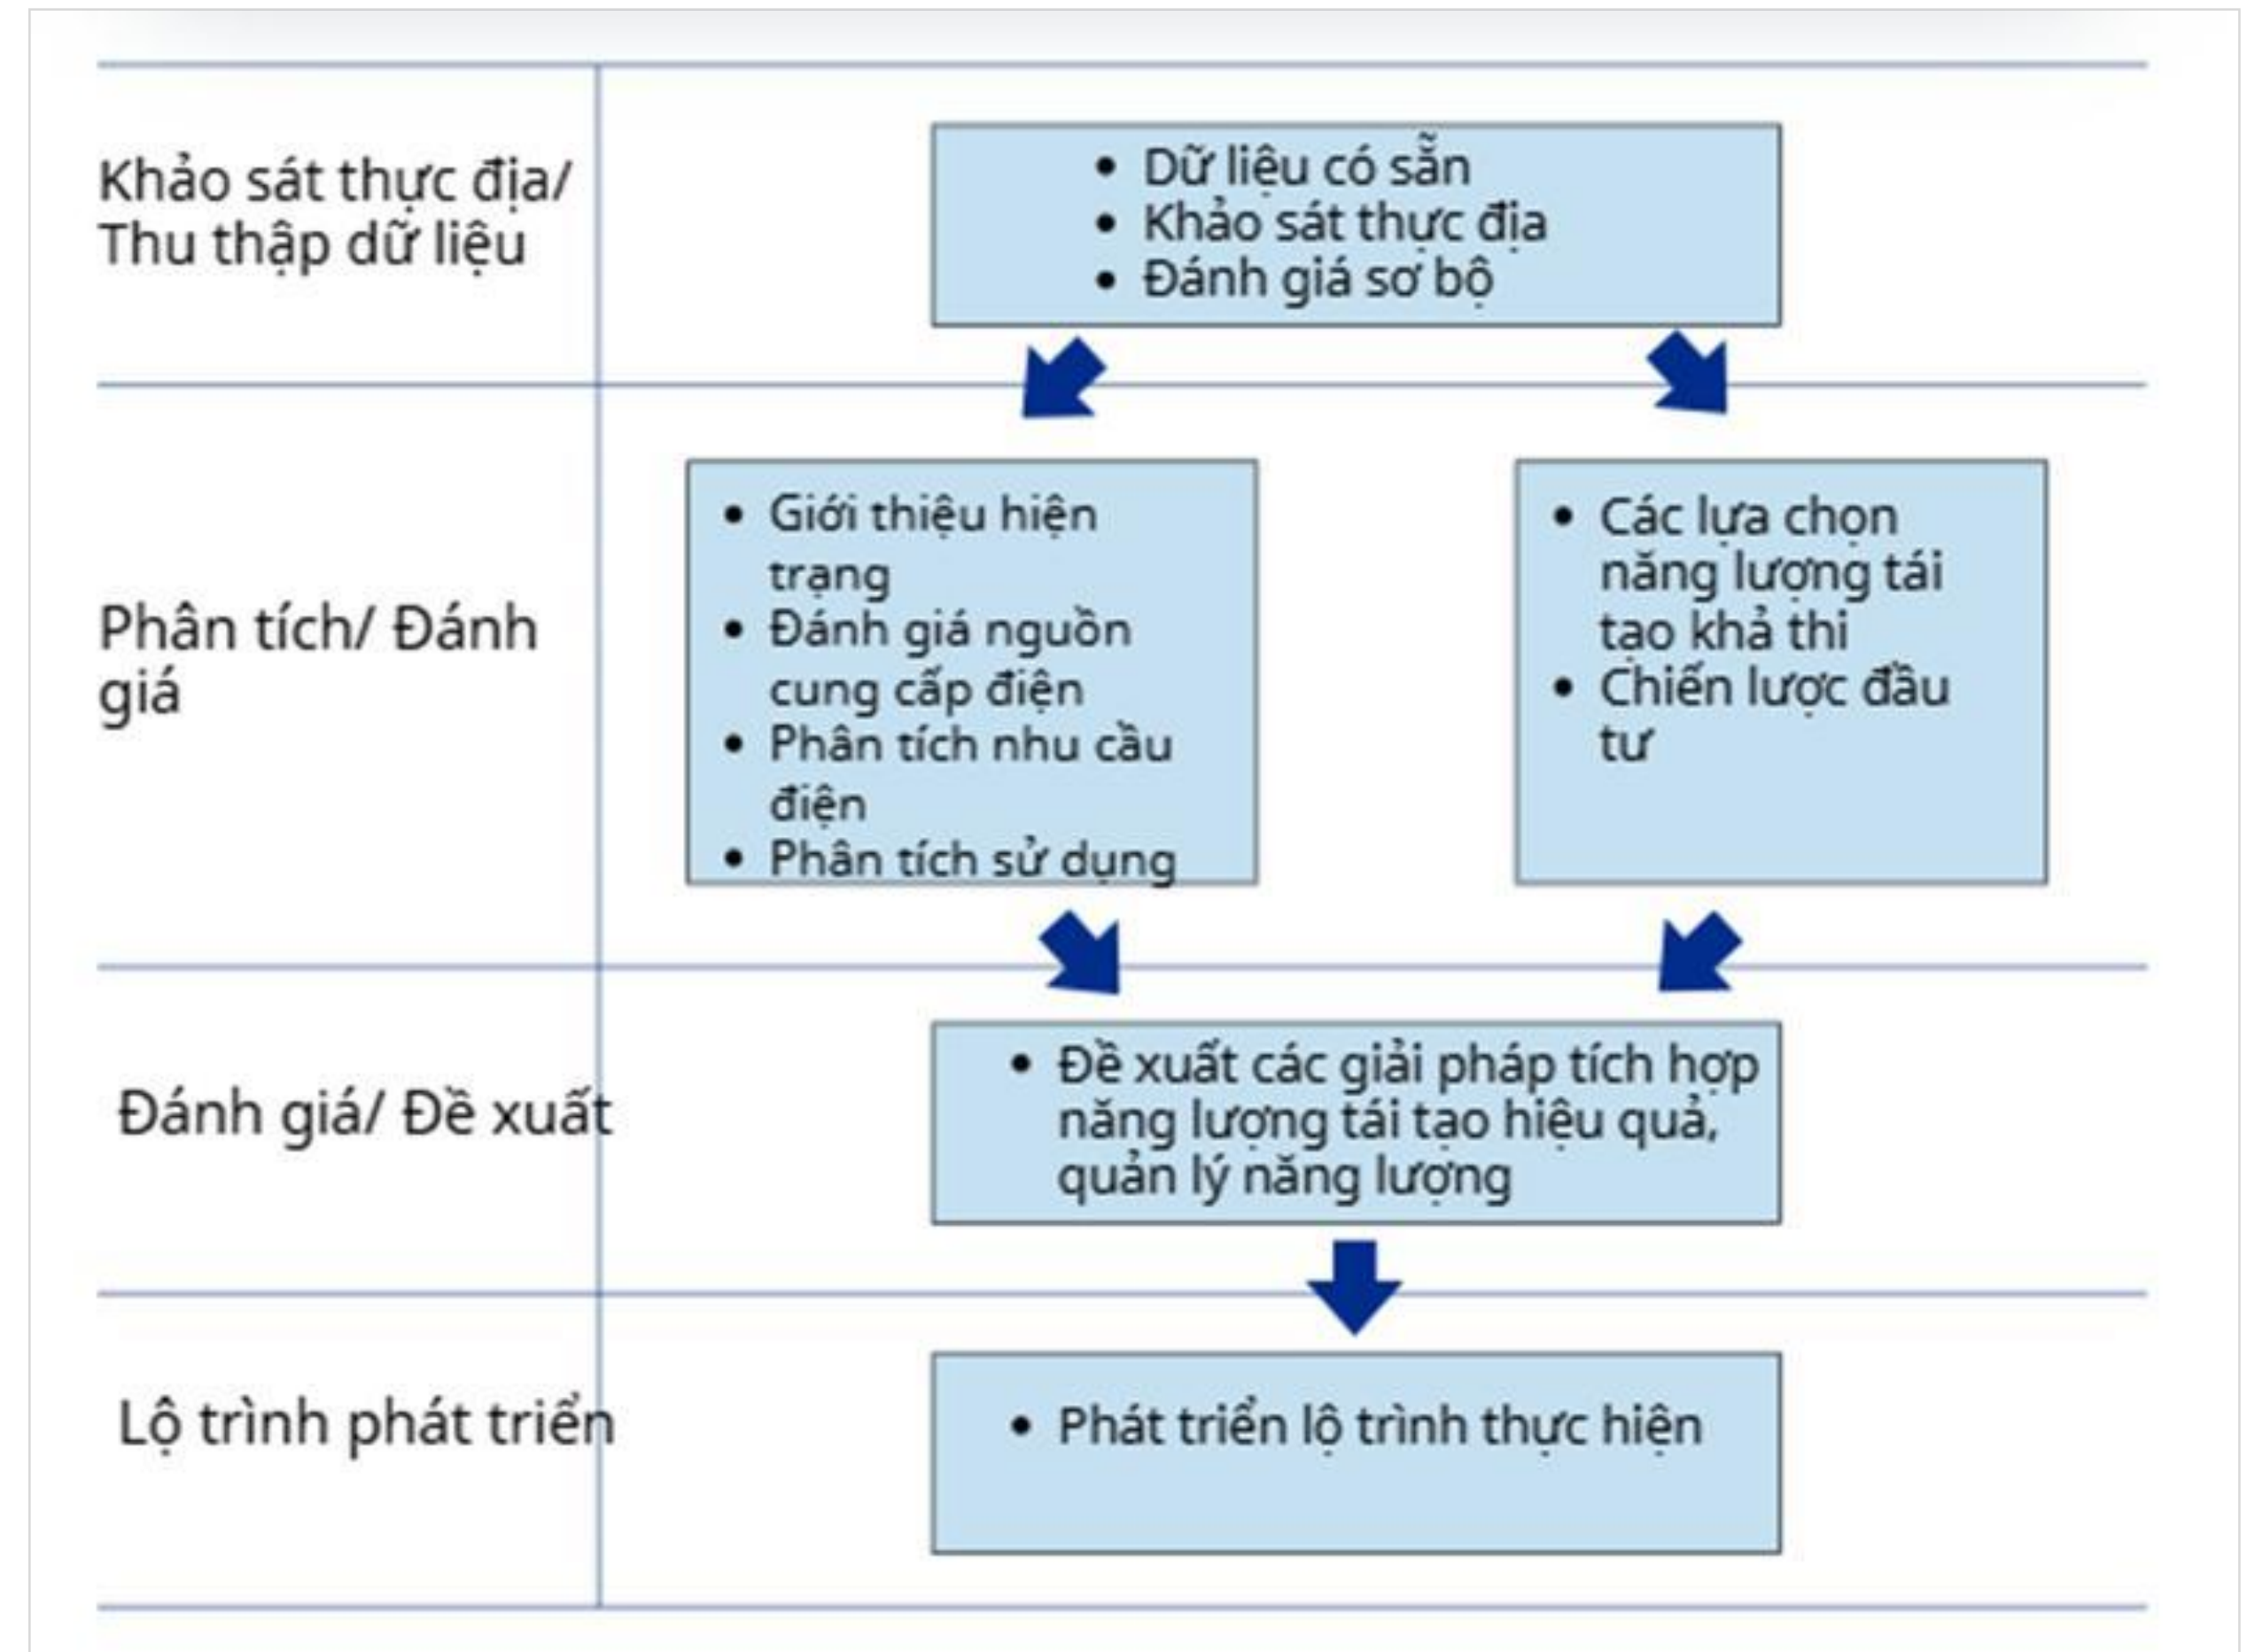 Khảo sát thực địa/
Thu thập dữ liệu
• Dữ liệu có sẵn
• Khảo sát thực địa
• Đánh giá sơ bộ
Phân tích/ Đánh
giá
• Giới thiệu hiện
trạng
• Đánh giá nguồn
cung cấp điện
• Phân tích nhu cầu
điện
• Phân tích sử dụng
• Các lựa chọn
năng lượng tái
tạo khả thi
• Chiến lược đầu
tư
Đánh giá/ Đề xuất
• Đề xuất các giải pháp tích hợp
năng lượng tái tạo hiệu quả,
quản lý năng lượng
Lộ trình phát triển
• Phát triển lộ trình thực hiện